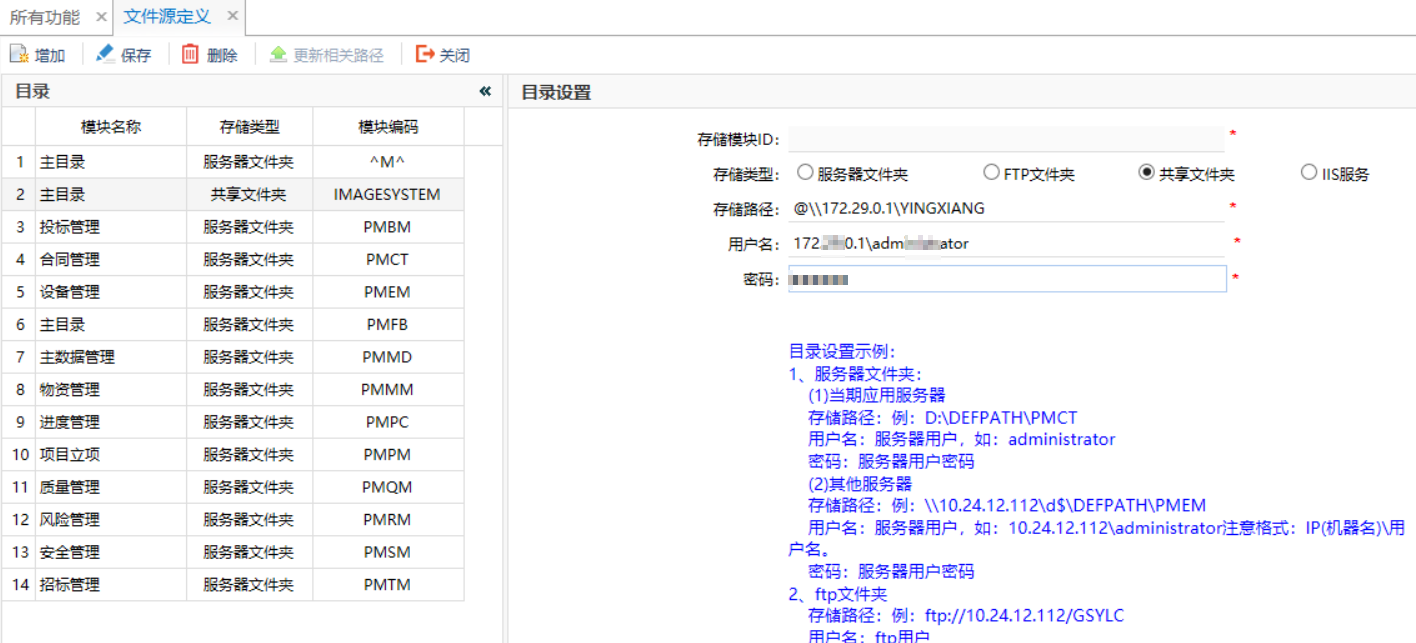 所有功能 × 文件源定义 ×
增加 保存 删除 更新相关路径 关闭
目录 «
模块名称 存储类型 模块编码
1 主目录 服务器文件夹 ^M^
2 主目录 共享文件夹 IMAGESYSTEM
3 投标管理 服务器文件夹 PMBM
4 合同管理 服务器文件夹 PMCT
5 设备管理 服务器文件夹 PMEM
6 主目录 服务器文件夹 PMFB
7 主数据管理 服务器文件夹 PMMD
8 物资管理 服务器文件夹 PMMM
9 进度管理 服务器文件夹 PMPC
10 项目立项 服务器文件夹 PMPM
11 质量管理 服务器文件夹 PMQM
12 风险管理 服务器文件夹 PMRM
13 安全管理 服务器文件夹 PMSM
14 招标管理 服务器文件夹 PMTM
目录设置
存储模块ID: *
存储类型: 服务器文件夹 FTP文件夹 共享文件夹 IIS服务
存储路径: @\\172.29.0.1\YINGXIANG *
用户名: 172 0.1\adm ator *
密码: *
目录设置示例:
1、服务器文件夹:
(1)当期应用服务器
存储路径：例：D:\DEFPATH\PMCT
用户名：服务器用户，如：administrator
密码：服务器用户密码
(2)其他服务器
存储路径：例：\\10.24.12.112\d$\DEFPATH\PMEM
用户名：服务器用户，如：10.24.12.112\administrator注意格式：IP(机器名)\用
户名。
密码：服务器用户密码
2、ftp文件夹
存储路径：例：ftp://10.24.12.112/GSYLC
用户名：ftp用户